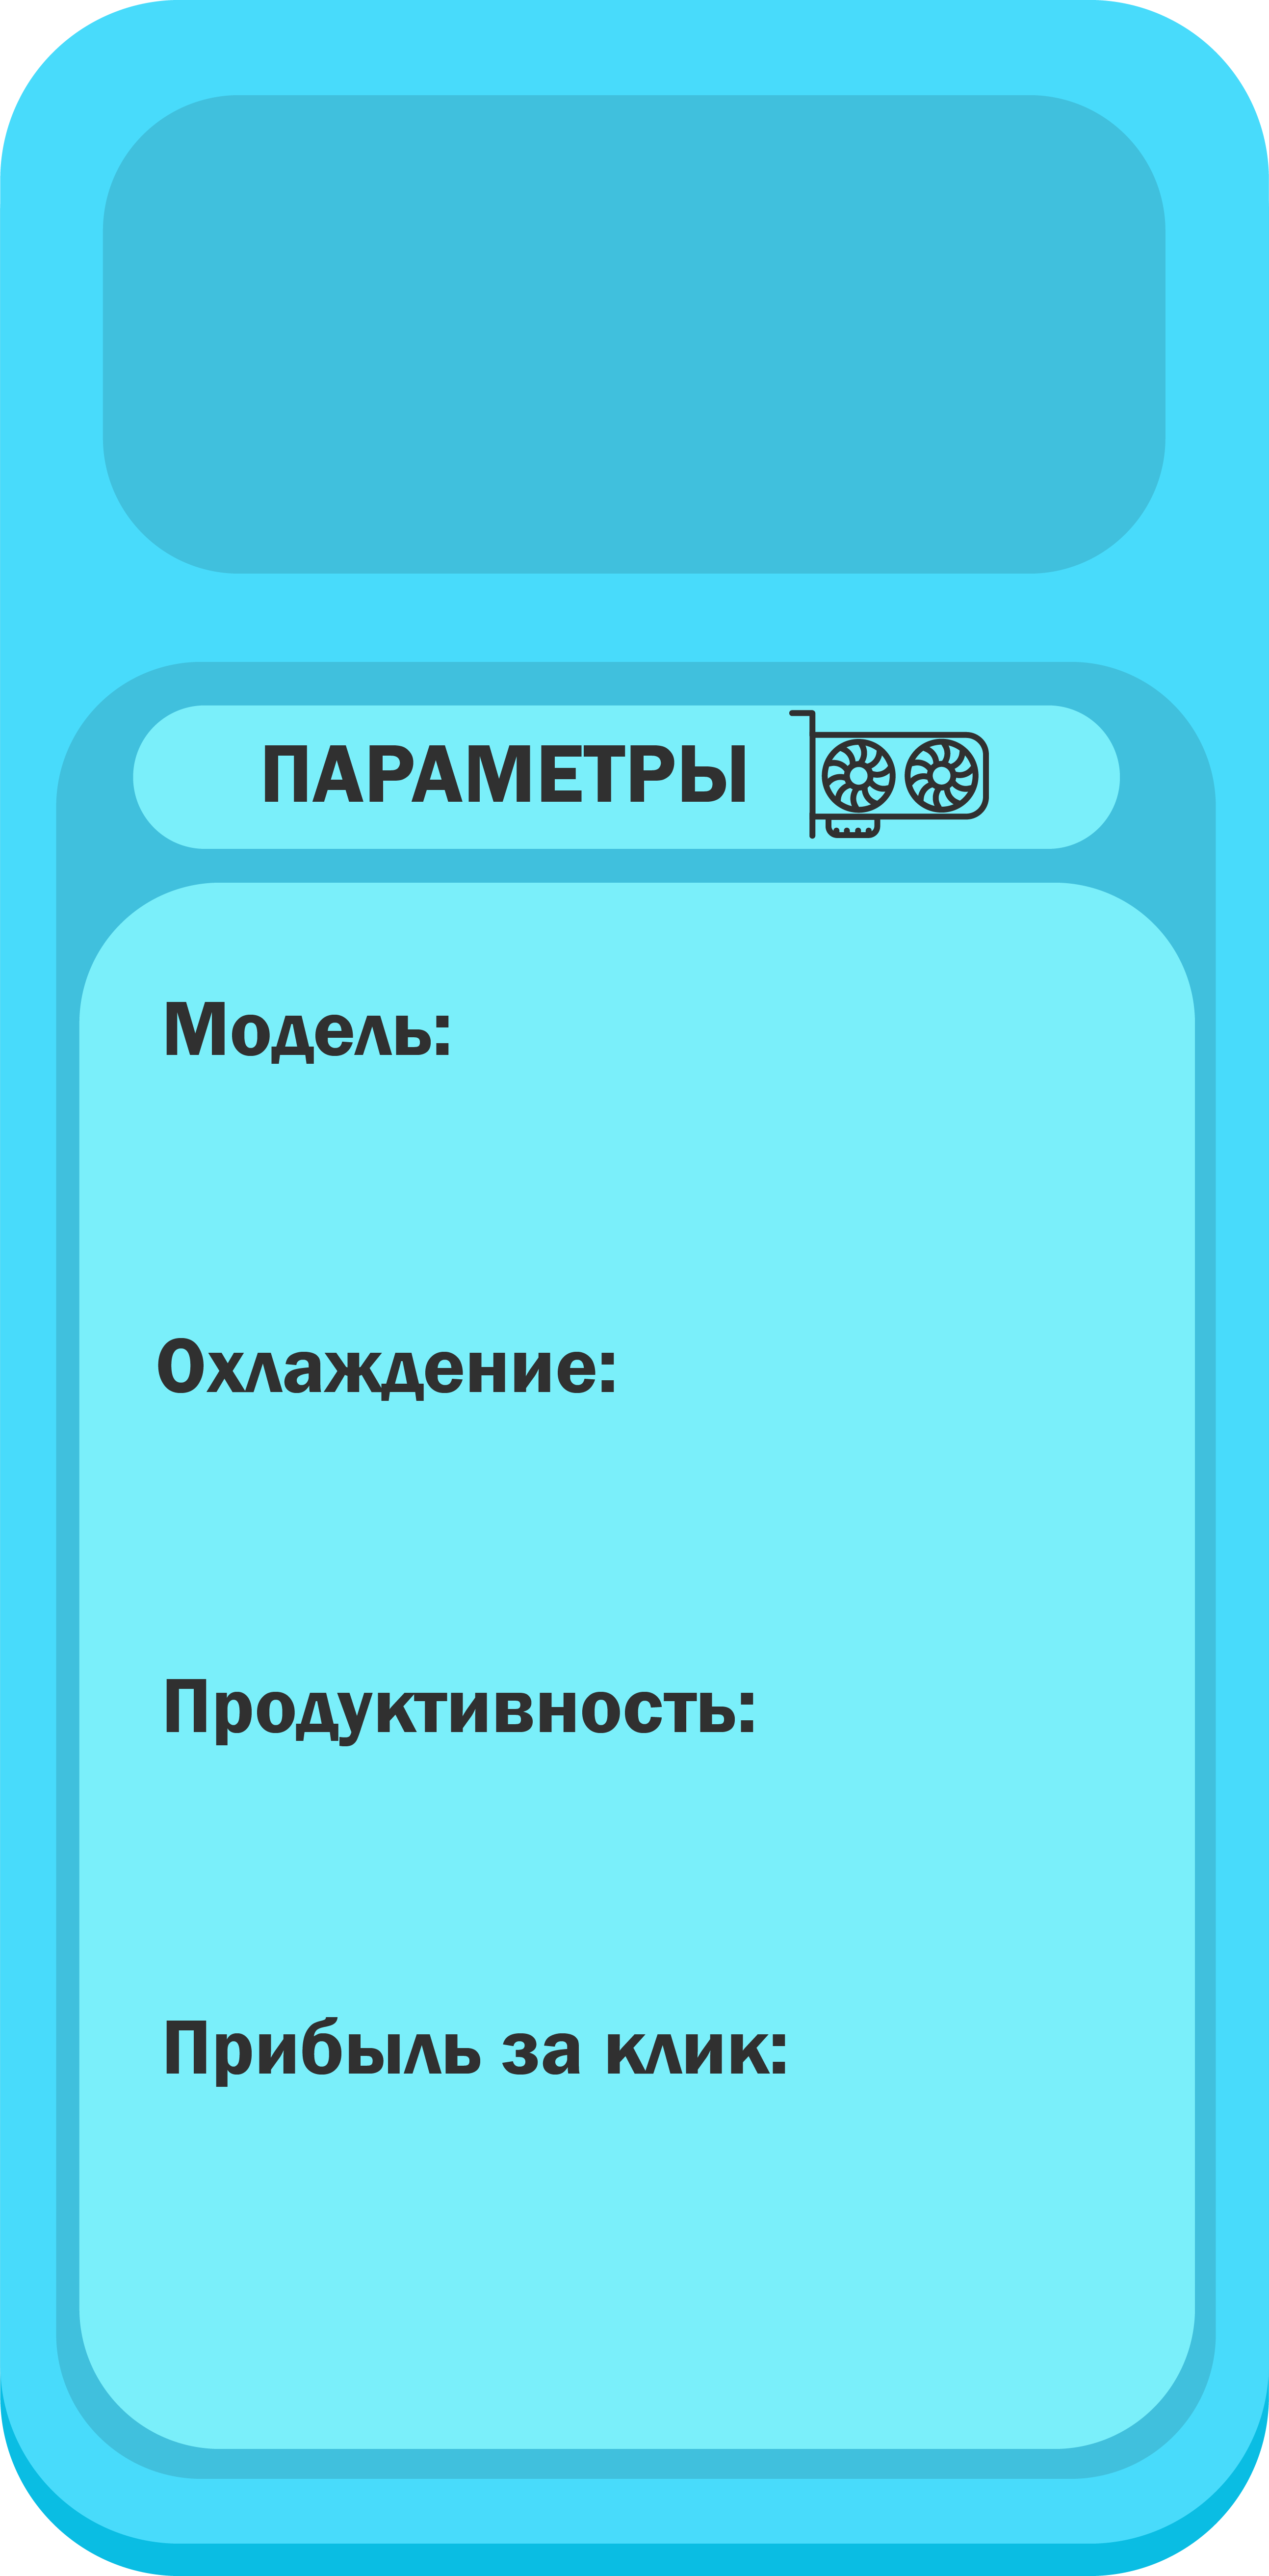 ПАРАМЕТРЫ
Модель:
Охлаждение:
Продуктивность:
Прибыль за клик: